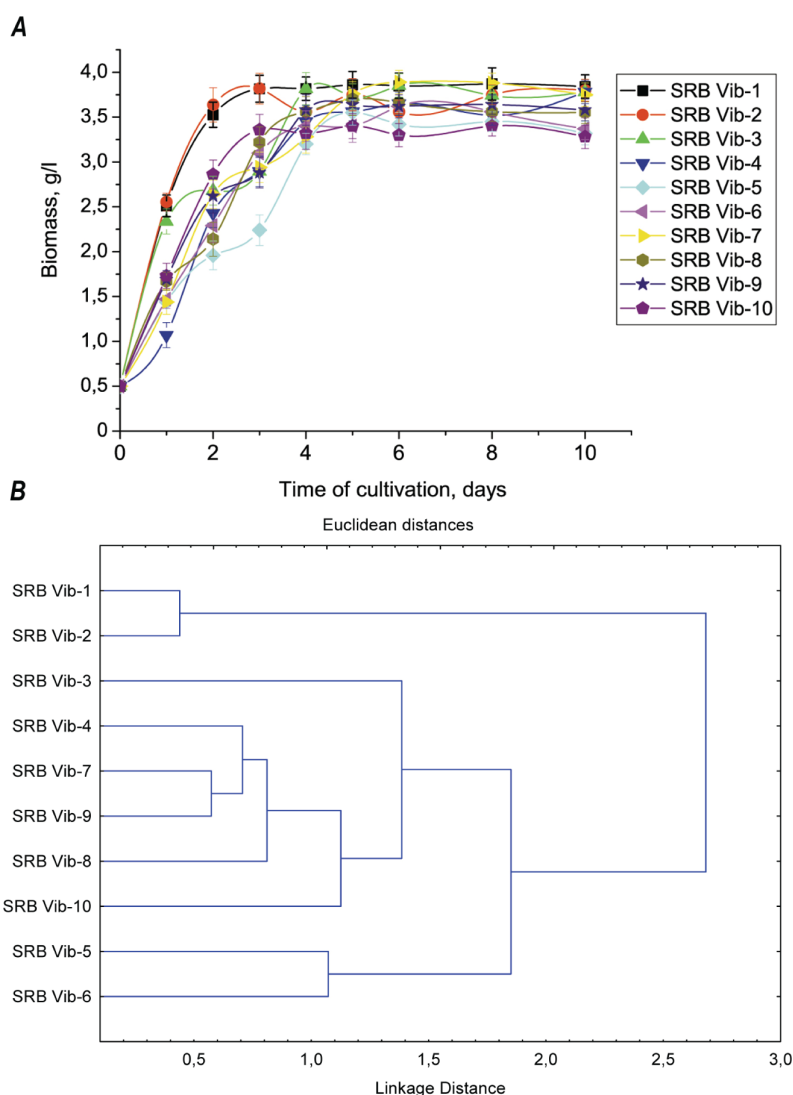 A
Biomass, g/l
4,0
3,5
3,0
2,5
2,0
1,5
1,0
0,5
0
0 2 4 6 8 10
Time of cultivation, days
SRB Vib-1
SRB Vib-2
SRB Vib-3
SRB Vib-4
SRB Vib-5
SRB Vib-6
SRB Vib-7
SRB Vib-8
SRB Vib-9
SRB Vib-10
B
Euclidean distances
SRB Vib-1
SRB Vib-2
SRB Vib-3
SRB Vib-4
SRB Vib-7
SRB Vib-9
SRB Vib-8
SRB Vib-10
SRB Vib-5
SRB Vib-6
0,5 1,0 1,5 2,0 2,5 3,0
Linkage Distance